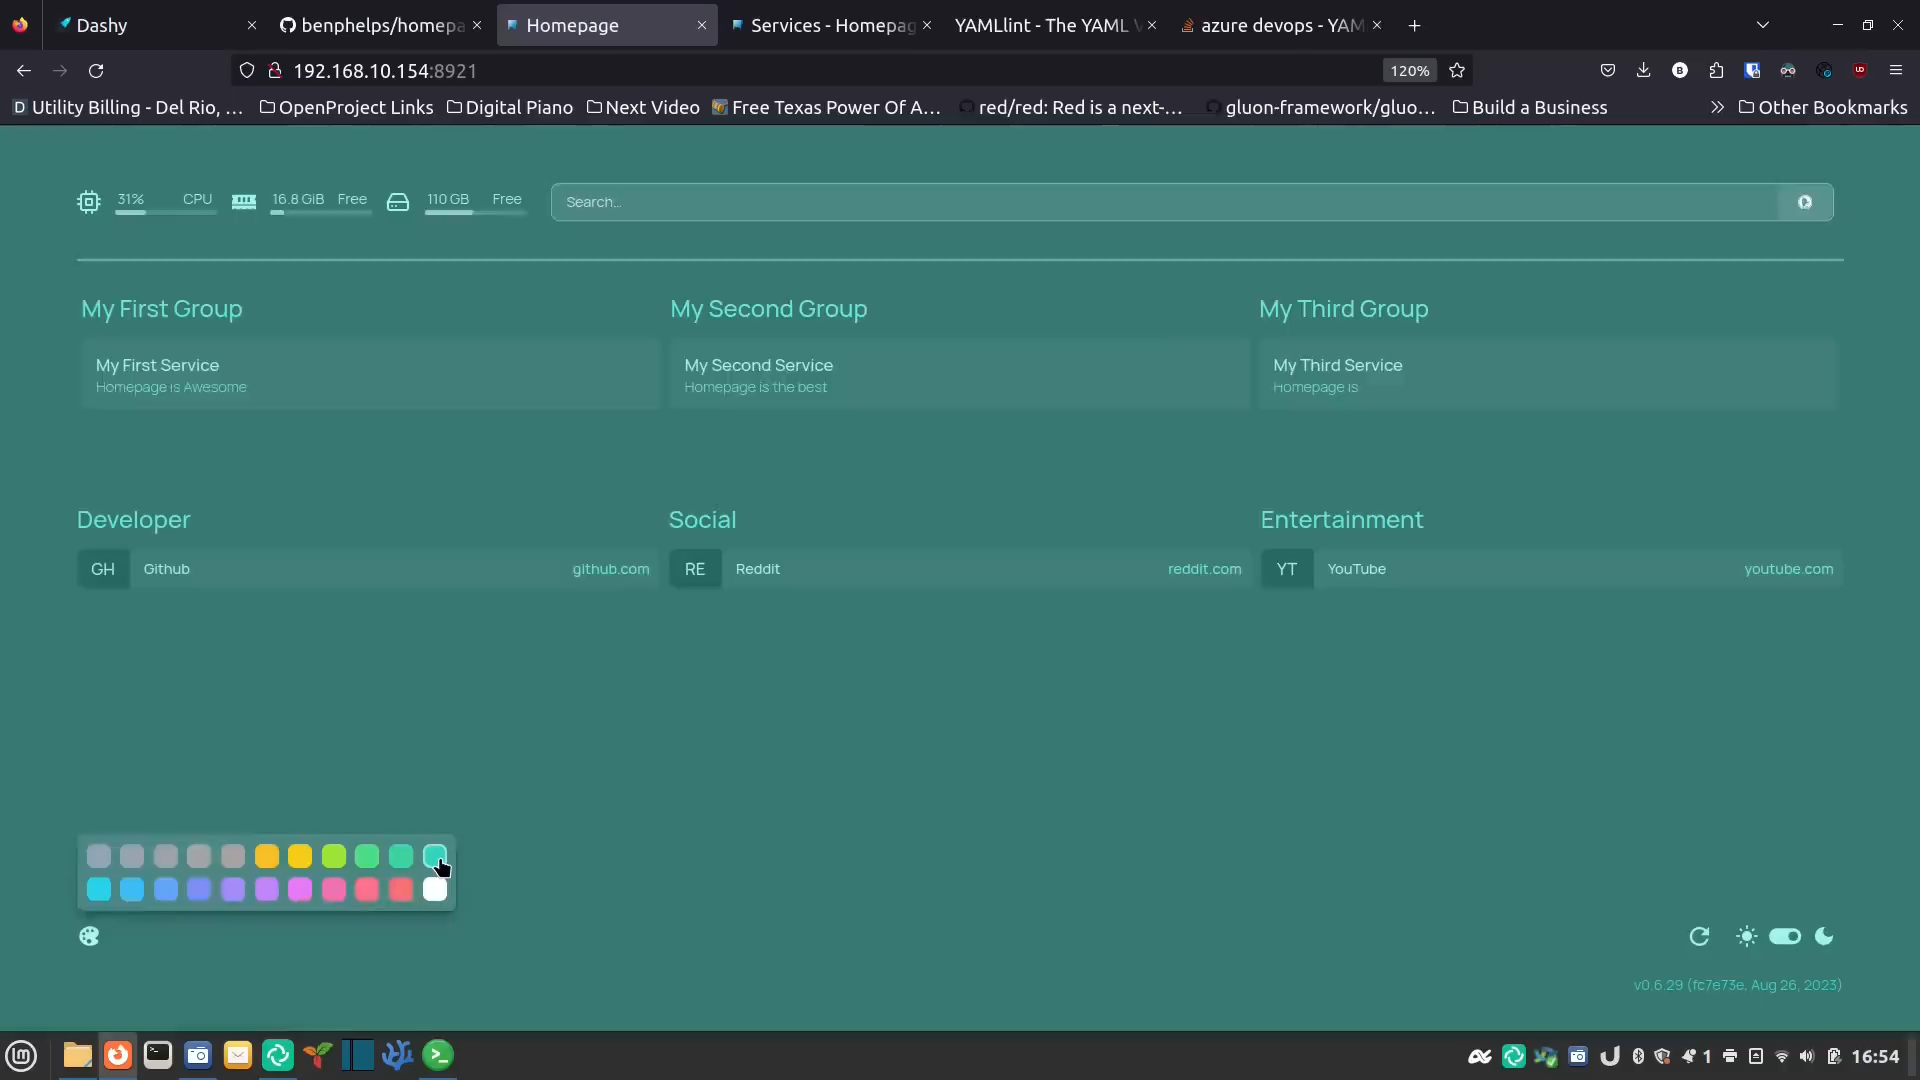 Dashy
benphelps/homepa
Homepage
Services - Homepag
YAMLlint - The YAML V
azure devops - YAM
192.168.10.154:8921
120%
Utility Billing - Del Rio, ...
OpenProject Links
Digital Piano
Next Video
Free Texas Power Of A...
red/red: Red is a next-...
gluon-framework/gluo...
Build a Business
Other Bookmarks
31% CPU
16.8 GiB Free
110 GB Free
Search...
My First Group
My Second Group
My Third Group
My First Service
Homepage is Awesome
My Second Service
Homepage is the best
My Third Service
Homepage is
Developer
Social
Entertainment
GH Github github.com
RE Reddit reddit.com
YT YouTube youtube.com
v0.6.29 (fc7e73e, Aug 26, 2023)
1
16:54